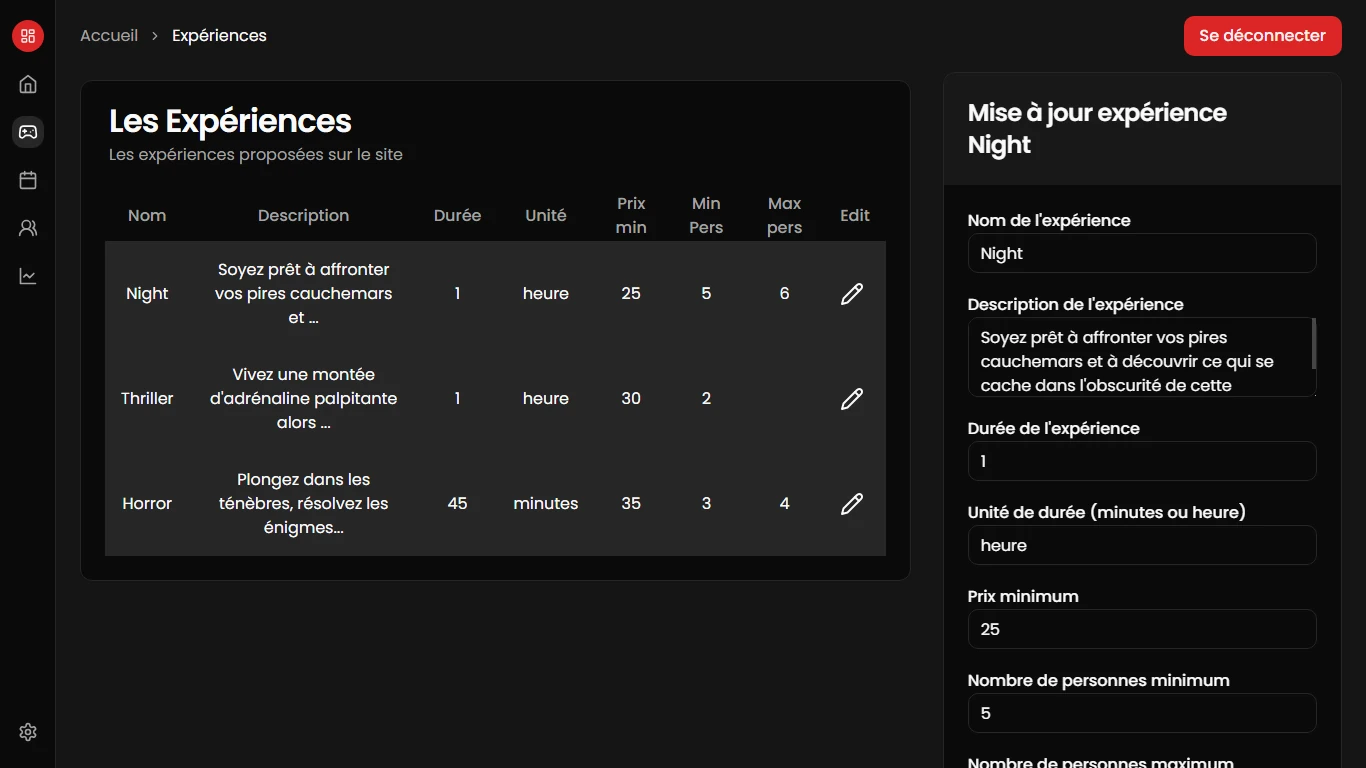 Accueil > Expériences
Se déconnecter
Les Expériences
Les expériences proposées sur le site
Nom Description Durée Unité Prix min Min Pers Max pers Edit
Night
Soyez prêt à affronter
vos pires cauchemars
et ...
1 heure 25 5 6
Thriller
Vivez une montée
d'adrénaline palpitante
alors ...
1 heure 30 2
Horror
Plongez dans les
ténèbres, résolvez les
énigmes...
45 minutes 35 3 4
Mise à jour expérience
Night
Nom de l'expérience
Night
Description de l'expérience
Soyez prêt à affronter vos pires
cauchemars et à découvrir ce qui se
cache dans l'obscurité de cette
Durée de l'expérience
1
Unité de durée (minutes ou heure)
heure
Prix minimum
25
Nombre de personnes minimum
5
Nombre de personnes maximum